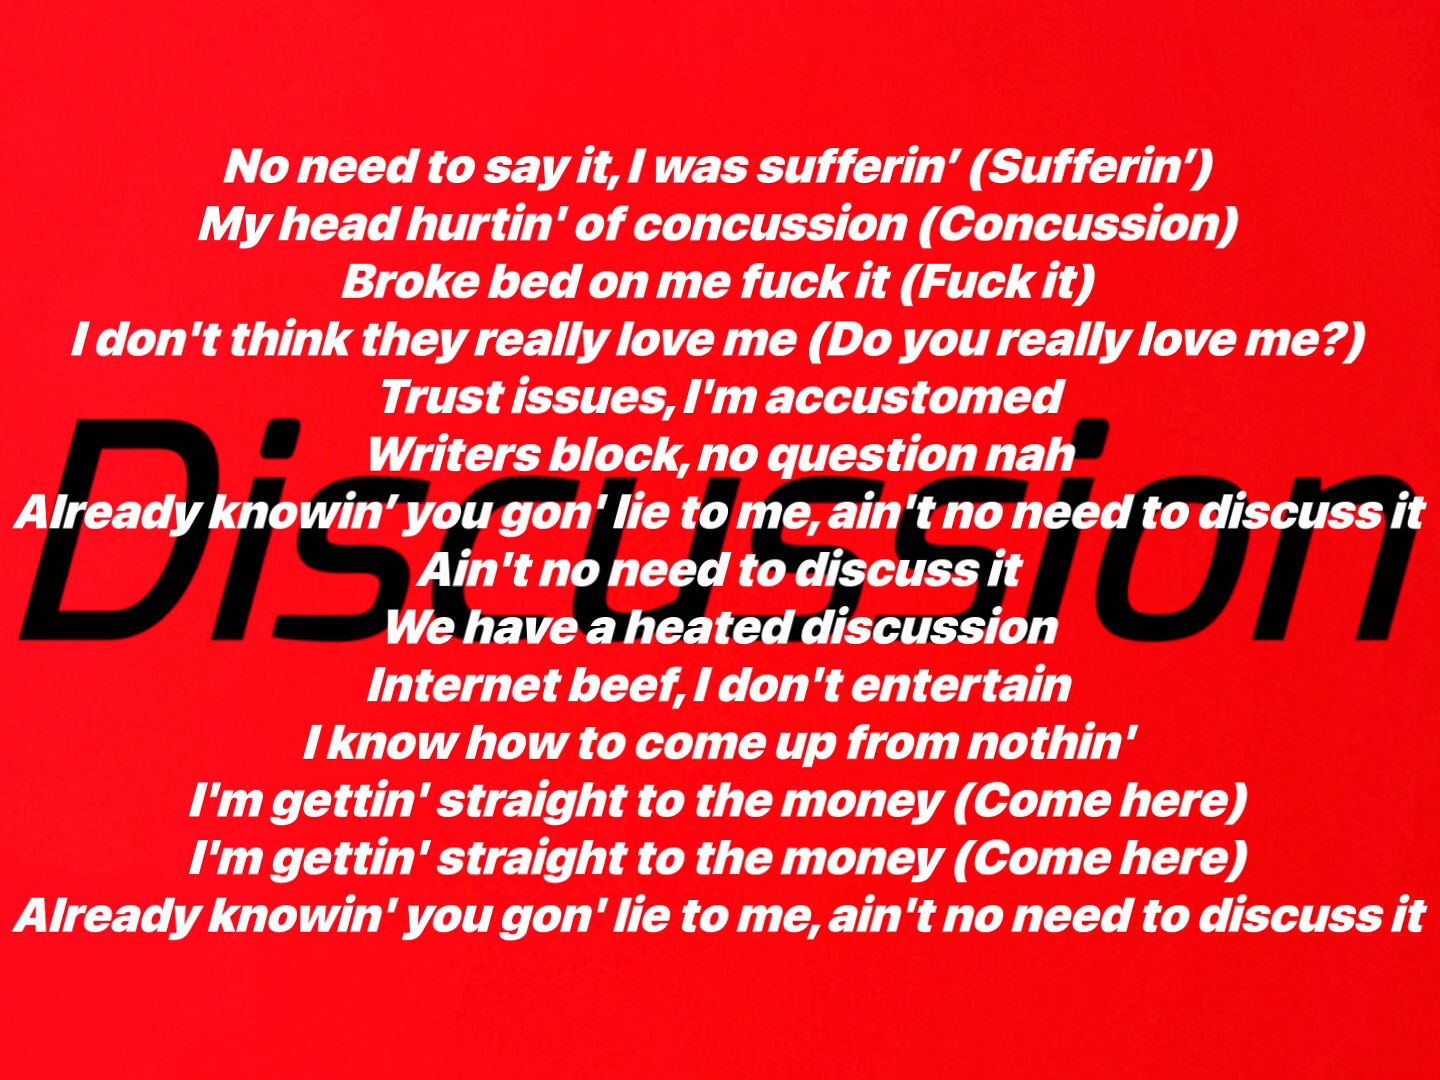 No need to say it, I was sufferin’ (Sufferin’)
My head hurtin' of concussion (Concussion)
Broke bed on me fuck it (Fuck it)
I don't think they really love me (Do you really love me?)
Trust issues, I'm accustomed
Writers block, no question nah
Already knowin’ you gon' lie to me, ain't no need to discuss it
Ain't no need to discuss it
We have a heated discussion
Internet beef, I don't entertain
I know how to come up from nothin'
I'm gettin' straight to the money (Come here)
I'm gettin' straight to the money (Come here)
Already knowin' you gon' lie to me, ain't no need to discuss it
Discussion